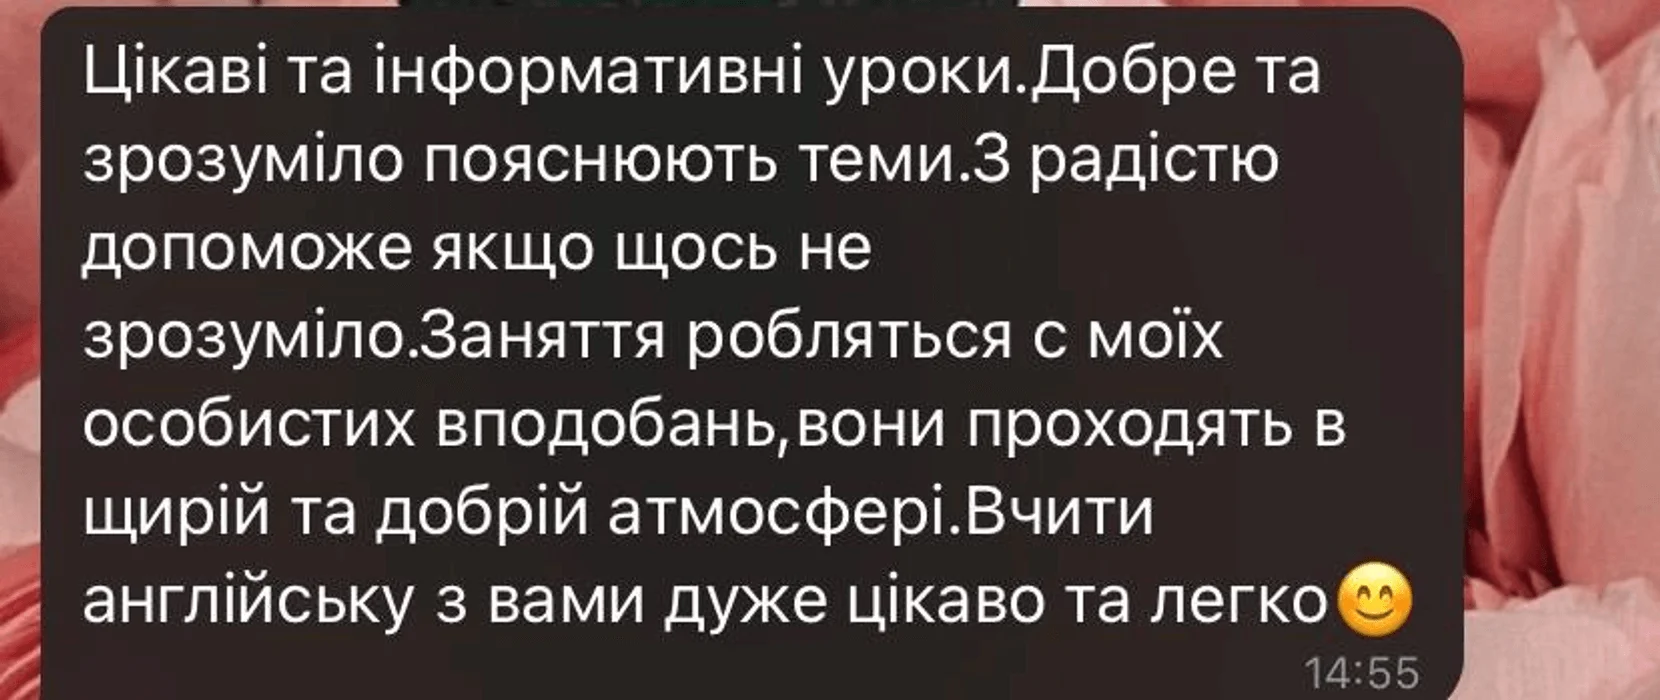 Цікаві та інформативні уроки.Добре та
зрозуміло пояснюють теми.З радістю
допоможе якщо щось не
зрозуміло.Заняття робляться с моїх
особистих вподобань,вони проходять в
щирій та добрій атмосфері.Вчити
англійську з вами дуже цікаво та легко😊
14:55